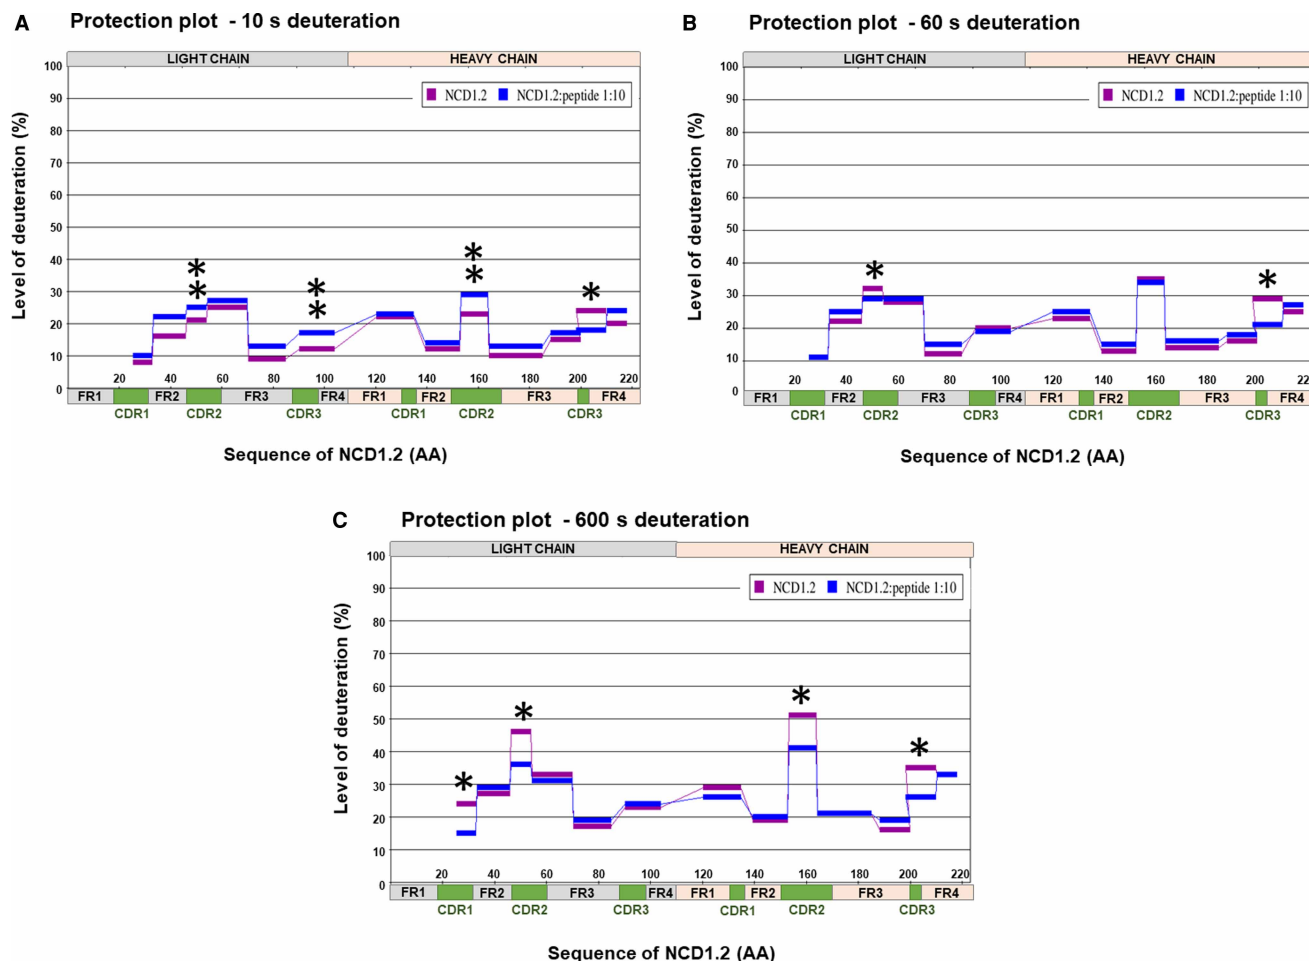 A Protection plot - 10 s deuteration
LIGHT CHAIN HEAVY CHAIN
NCD1.2 NCD1.2:peptide 1:10
Level of deuteration (%)
100
90
80
70
60
50
40
30
20
10
0
* * * * * * *
20 40 60 80 100 120 140 160 180 200 220
FR1 FR2 FR3 FR4 FR1 FR2 FR3 FR4
CDR1 CDR2 CDR3 CDR1 CDR2 CDR3
Sequence of NCD1.2 (AA)
B Protection plot - 60 s deuteration
LIGHT CHAIN HEAVY CHAIN
NCD1.2 NCD1.2:peptide 1:10
Level of deuteration (%)
100
90
80
70
60
50
40
30
20
10
0
* *
20 40 60 80 100 120 140 160 180 200 220
FR1 FR2 FR3 FR4 FR1 FR2 FR3 FR4
CDR1 CDR2 CDR3 CDR1 CDR2 CDR3
Sequence of NCD1.2 (AA)
C Protection plot - 600 s deuteration
LIGHT CHAIN HEAVY CHAIN
NCD1.2 NCD1.2:peptide 1:10
Level of deuteration (%)
100
90
80
70
60
50
40
30
20
10
0
* * * *
20 40 60 80 100 120 140 160 180 200 220
FR1 FR2 FR3 FR4 FR1 FR2 FR3 FR4
CDR1 CDR2 CDR3 CDR1 CDR2 CDR3
Sequence of NCD1.2 (AA)